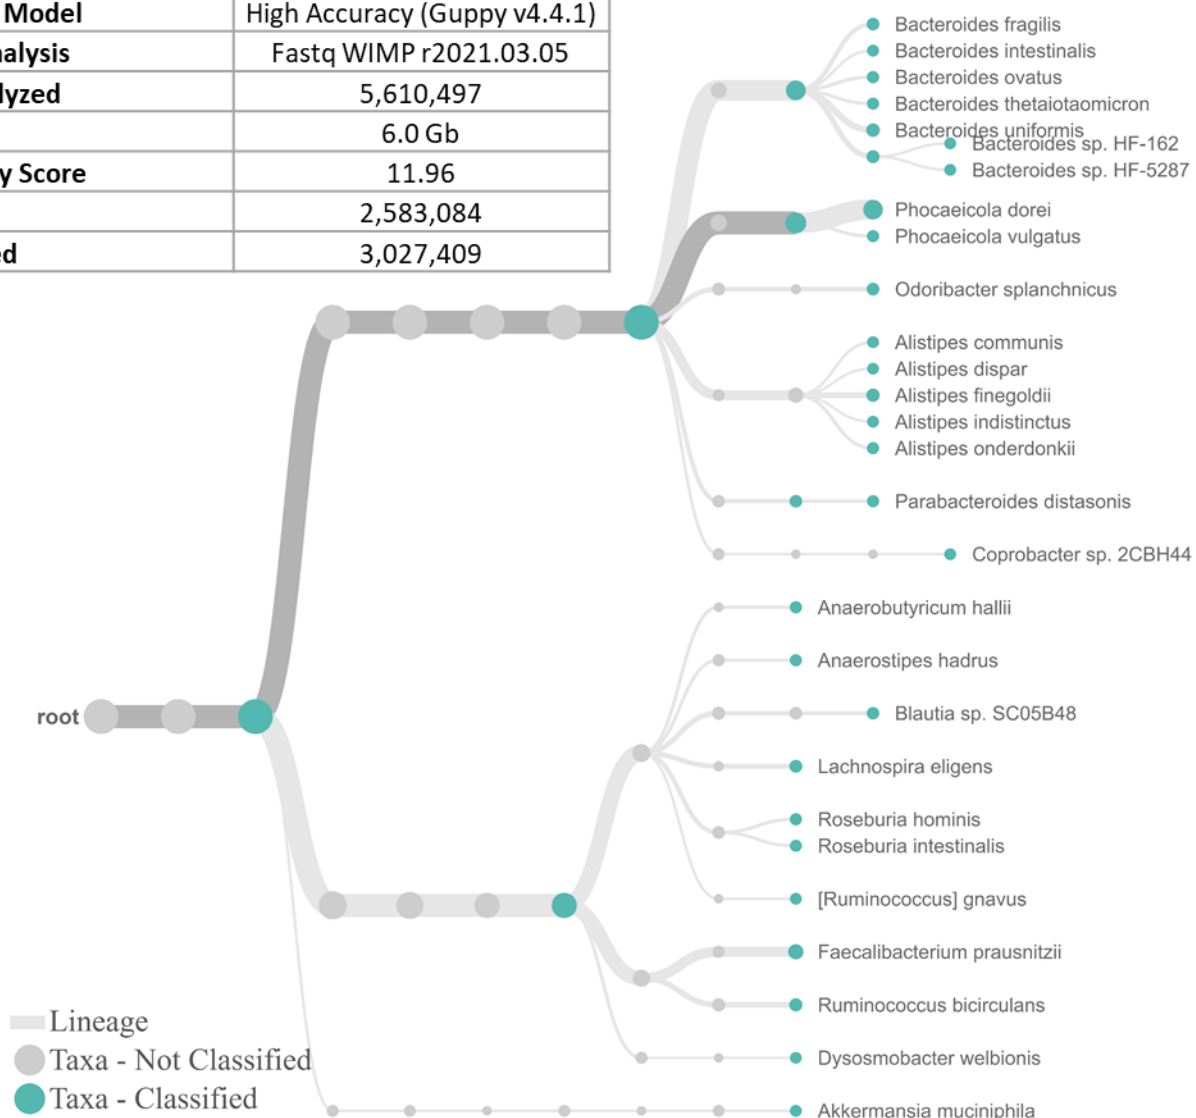 Model High Accuracy (Guppy v4.4.1)
nalysis Fastq WIMP r2021.03.05
lyzed 5,610,497
6.0 Gb
y Score 11.96
2,583,084
ed 3,027,409
Bacteroides fragilis
Bacteroides intestinalis
Bacteroides ovatus
Bacteroides thetaiotaomicron
Bacteroides uniformis
Bacteroides sp. HF-162
Bacteroides sp. HF-5287
Phocaeicola dorei
Phocaeicola vulgatus
Odoribacter splanchnicus
Alistipes communis
Alistipes dispar
Alistipes finegoldii
Alistipes indistinctus
Alistipes onderdonkii
Parabacteroides distasonis
Coprobacter sp. 2CBH44
Anaerobutyricum hallii
Anaerostipes hadrus
root
Blautia sp. SC05B48
Lachnospira eligens
Roseburia hominis
Roseburia intestinalis
[Ruminococcus] gnavus
Faecalibacterium prausnitzii
Ruminococcus bicirculans
Dysosmobacter welbionis
Akkermansia muciniphila
Lineage
Taxa - Not Classified
Taxa - Classified